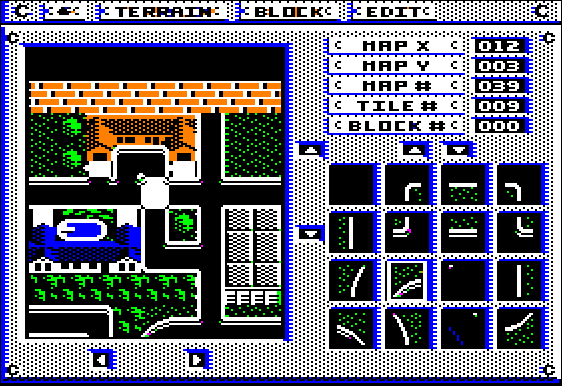 TERRAIN BLOCK EDIT
MAP X 012
MAP Y 003
MAP # 039
TILE # 009
BLOCK # 000